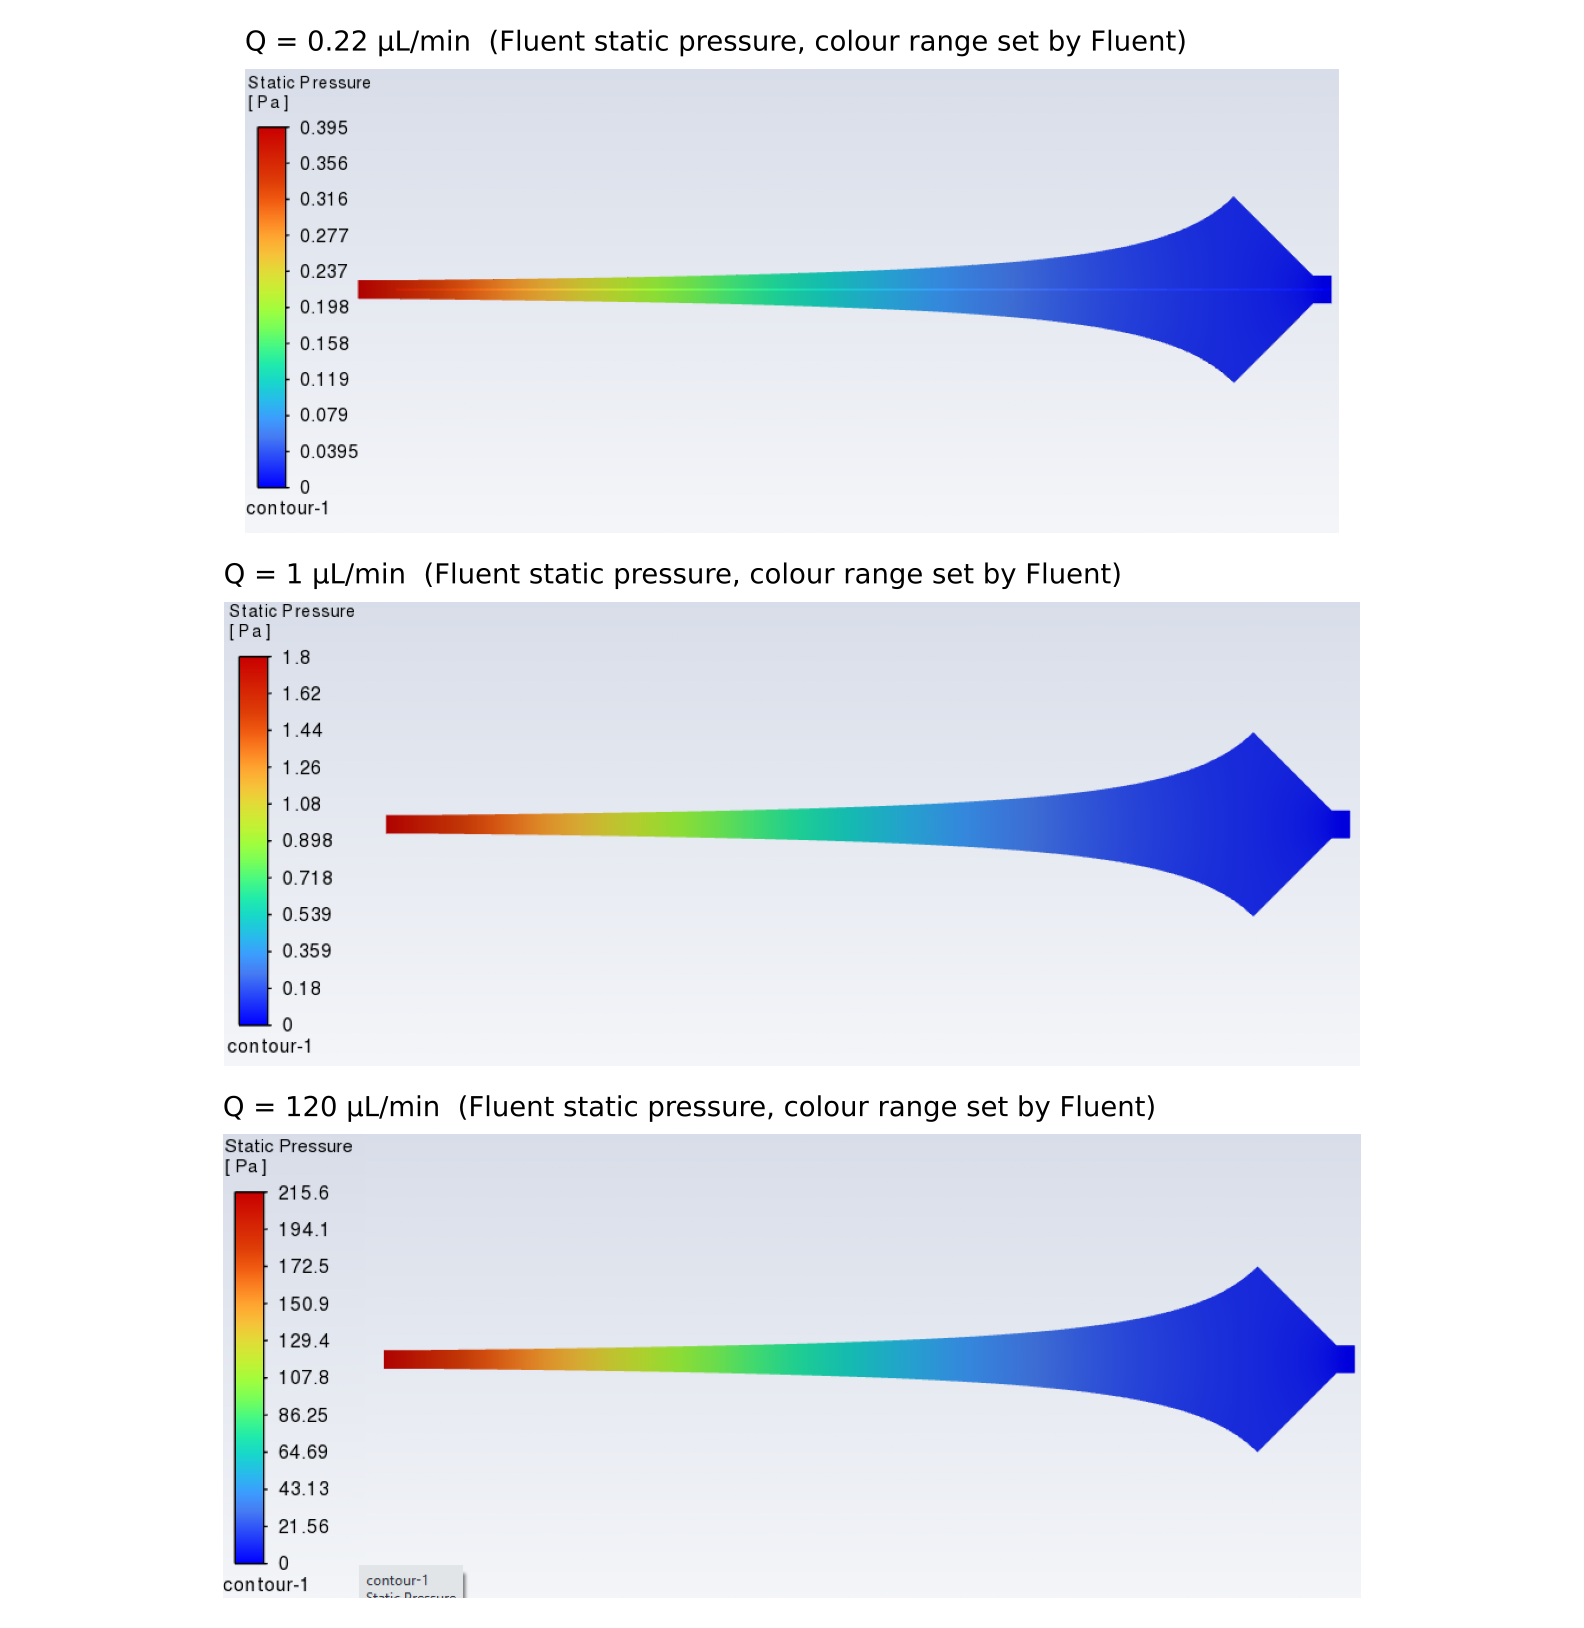 Q = 0.22 µL/min (Fluent static pressure, colour range set by Fluent)
Static Pressure
[Pa]
0.395
0.356
0.316
0.277
0.237
0.198
0.158
0.119
0.079
0.0395
0
contour-1
Q = 1 µL/min (Fluent static pressure, colour range set by Fluent)
Static Pressure
[Pa]
1.8
1.62
1.44
1.26
1.08
0.898
0.718
0.539
0.359
0.18
0
contour-1
Q = 120 µL/min (Fluent static pressure, colour range set by Fluent)
Static Pressure
[Pa]
215.6
194.1
172.5
150.9
129.4
107.8
86.25
64.69
43.13
21.56
0
contour-1
contour-1
Static Pressure